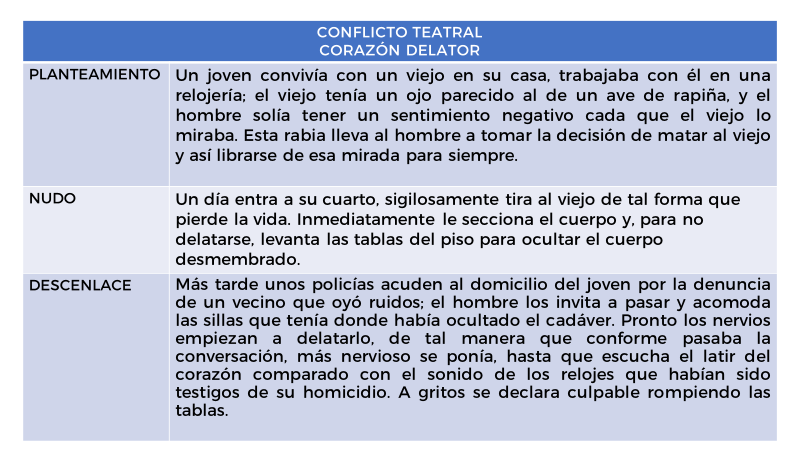 CONFLICTO TEATRAL
CORAZÓN DELATOR
PLANTEAMIENTO
Un joven convivía con un viejo en su casa, trabajaba con él en una
relojería; el viejo tenía un ojo parecido al de un ave de rapiña, y el
hombre solía tener un sentimiento negativo cada que el viejo lo
miraba. Esta rabia lleva al hombre a tomar la decisión de matar al viejo
y así librarse de esa mirada para siempre.
NUDO
Un día entra a su cuarto, sigilosamente tira al viejo de tal forma que
pierde la vida. Inmediatamente le secciona el cuerpo y, para no
delatarse, levanta las tablas del piso para ocultar el cuerpo
desmembrado.
DESCENLACE
Más tarde unos policías acuden al domicilio del joven por la denuncia
de un vecino que oyó ruidos; el hombre los invita a pasar y acomoda
las sillas que tenía donde había ocultado el cadáver. Pronto los nervios
empiezan a delatarlo, de tal manera que conforme pasaba la
conversación, más nervioso se ponía, hasta que escucha el latir del
corazón comparado con el sonido de los relojes que habían sido
testigos de su homicidio. A gritos se declara culpable rompiendo las
tablas.